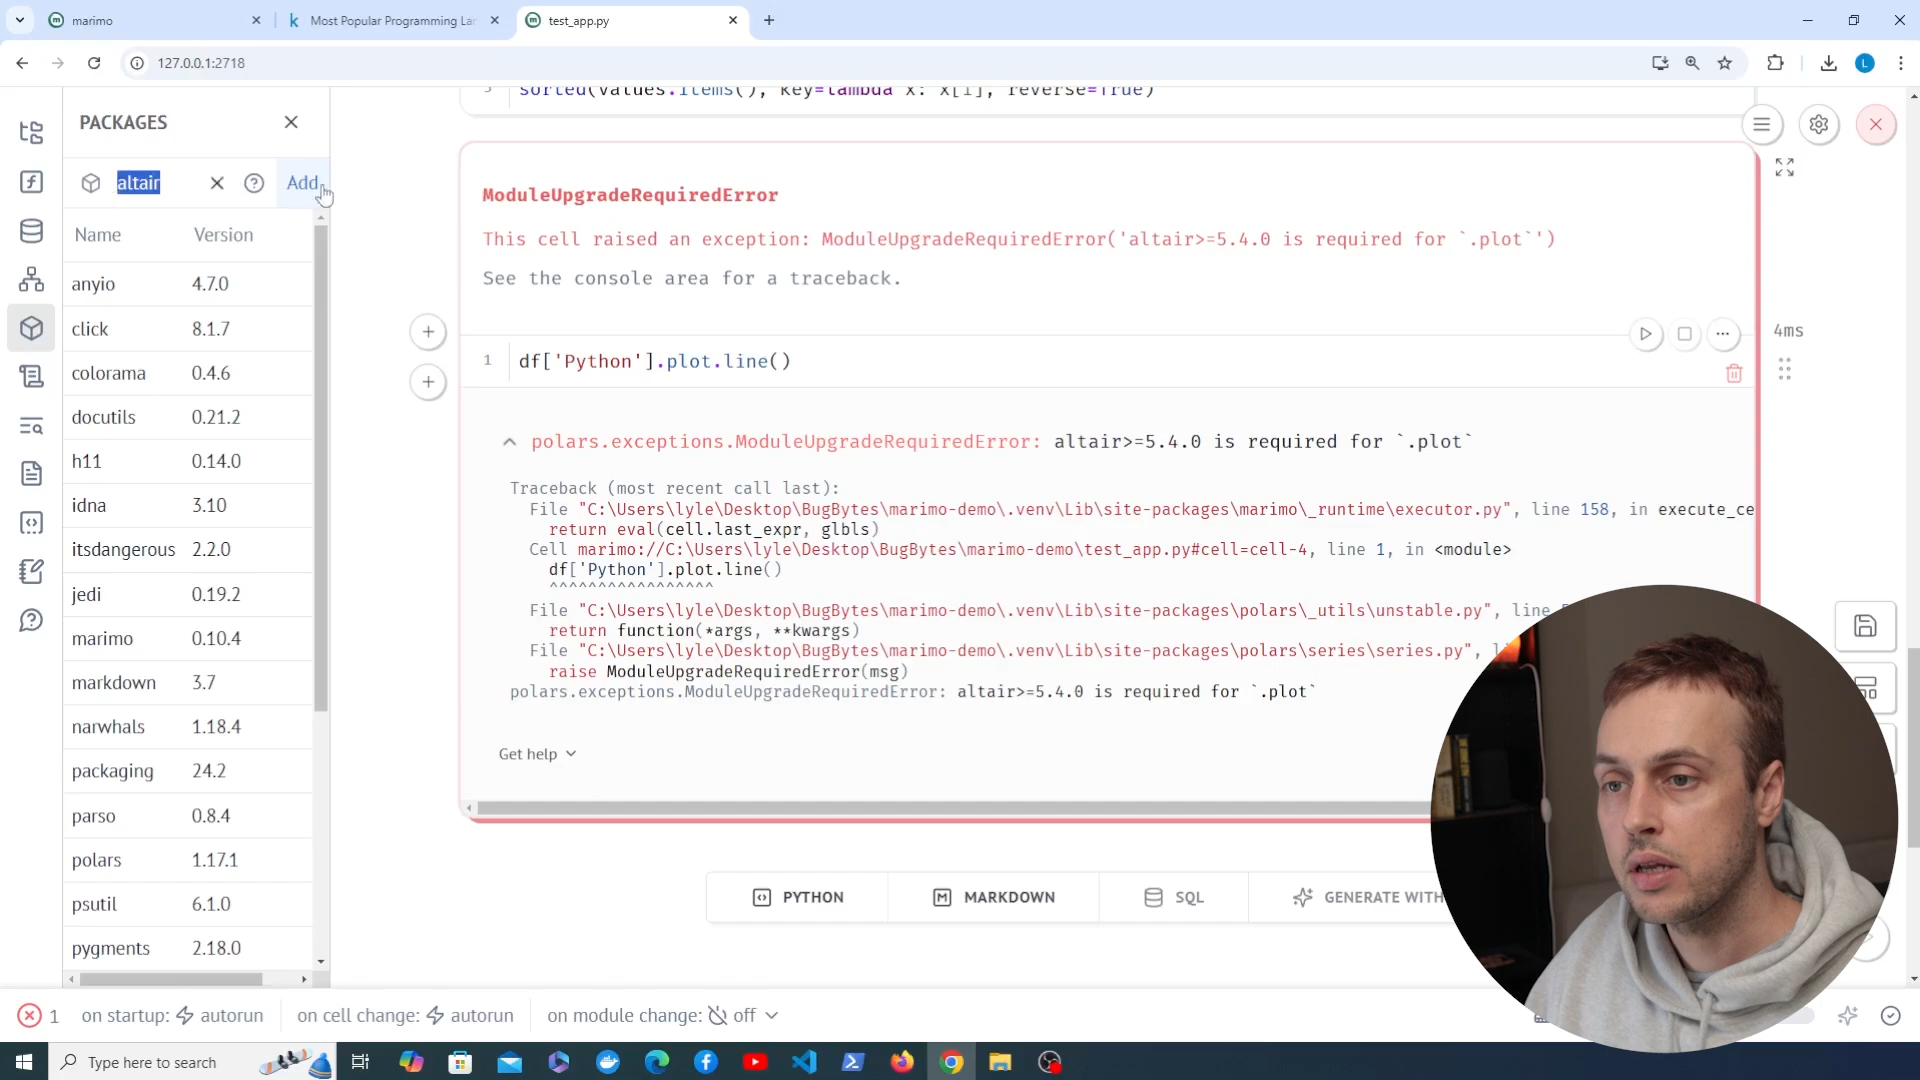 marimo
Most Popular Programming Lan
test_app.py
127.0.0.1:2718
L
PACKAGES
altair
Add
Name Version
anyio 4.7.0
click 8.1.7
colorama 0.4.6
docutils 0.21.2
h11 0.14.0
idna 3.10
itsdangerous 2.2.0
jedi 0.19.2
marimo 0.10.4
markdown 3.7
narwhals 1.18.4
packaging 24.2
parso 0.8.4
polars 1.17.1
psutil 6.1.0
pygments 2.18.0
sorted(values.items(), key=lambda x: x[1], reverse=True)
ModuleUpgradeRequiredError
This cell raised an exception: ModuleUpgradeRequiredError('altair>=5.4.0 is required for `.plot`')
See the console area for a traceback.
4ms
1 df['Python'].plot.line()
polars.exceptions.ModuleUpgradeRequiredError: altair>=5.4.0 is required for `.plot`
Traceback (most recent call last):
File "C:\Users\lyle\Desktop\BugBytes\marimo-demo\.venv\Lib\site-packages\marimo\_runtime\executor.py", line 158, in execute_ce
return eval(cell.last_expr, glbls)
Cell marimo://C:\Users\lyle\Desktop\BugBytes\marimo-demo\test_app.py#cell=cell-4, line 1, in <module>
df['Python'].plot.line()
^^^^^^^^^^^^^^^^^
File "C:\Users\lyle\Desktop\BugBytes\marimo-demo\.venv\Lib\site-packages\polars\_utils\unstable.py", line
return function(*args, **kwargs)
File "C:\Users\lyle\Desktop\BugBytes\marimo-demo\.venv\Lib\site-packages\polars\series\series.py",
raise ModuleUpgradeRequiredError(msg)
polars.exceptions.ModuleUpgradeRequiredError: altair>=5.4.0 is required for `.plot`
Get help
PYTHON MARKDOWN SQL GENERATE WITH
1 on startup: autorun on cell change: autorun on module change: off
Type here to search